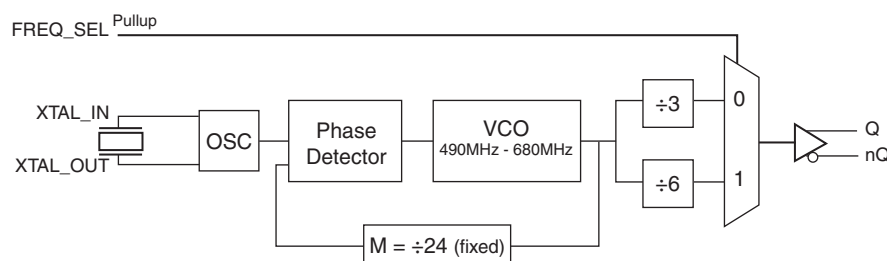 FREQ_SEL Pullup
XTAL_IN
XTAL_OUT
OSC
Phase
Detector
VCO
490MHz - 680MHz
÷3
÷6
0
1
Q
nQ
M = ÷24 (fixed)